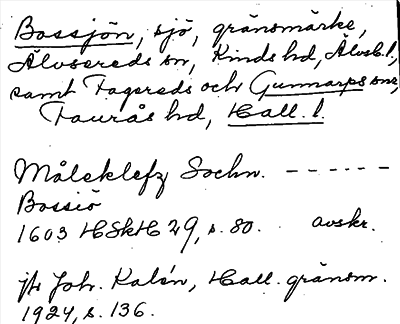 Bossjön, sjö, gränsmärke,
Älvsereds sn, Kinds hd, Älvsb. l.,
samt Fagereds och Gunnarps snr,
Faurås hd, Hall. l.
Måleklefz Sochn. - - - - - -
Bossiö
1603 HSkH 29, s. 80. avskr.
jfr Joh. Kalén, Hall. gränsm.
1924, s. 136.